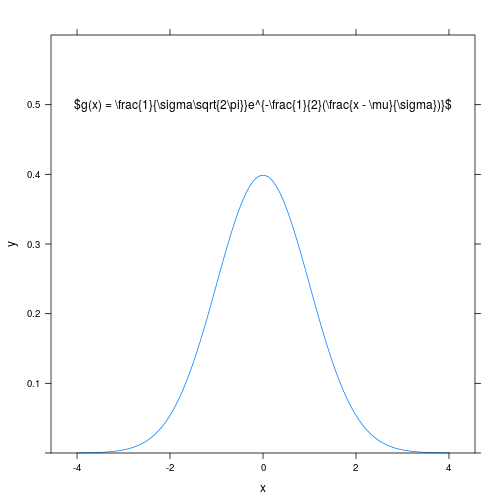 $g(x) = \frac{1}{\sigma\sqrt{2\pi}}e^{-\frac{1}{2}(\frac{x - \mu}{\sigma})}$
0.5
0.4
0.3
0.2
0.1
y
-4 -2 0 2 4
x